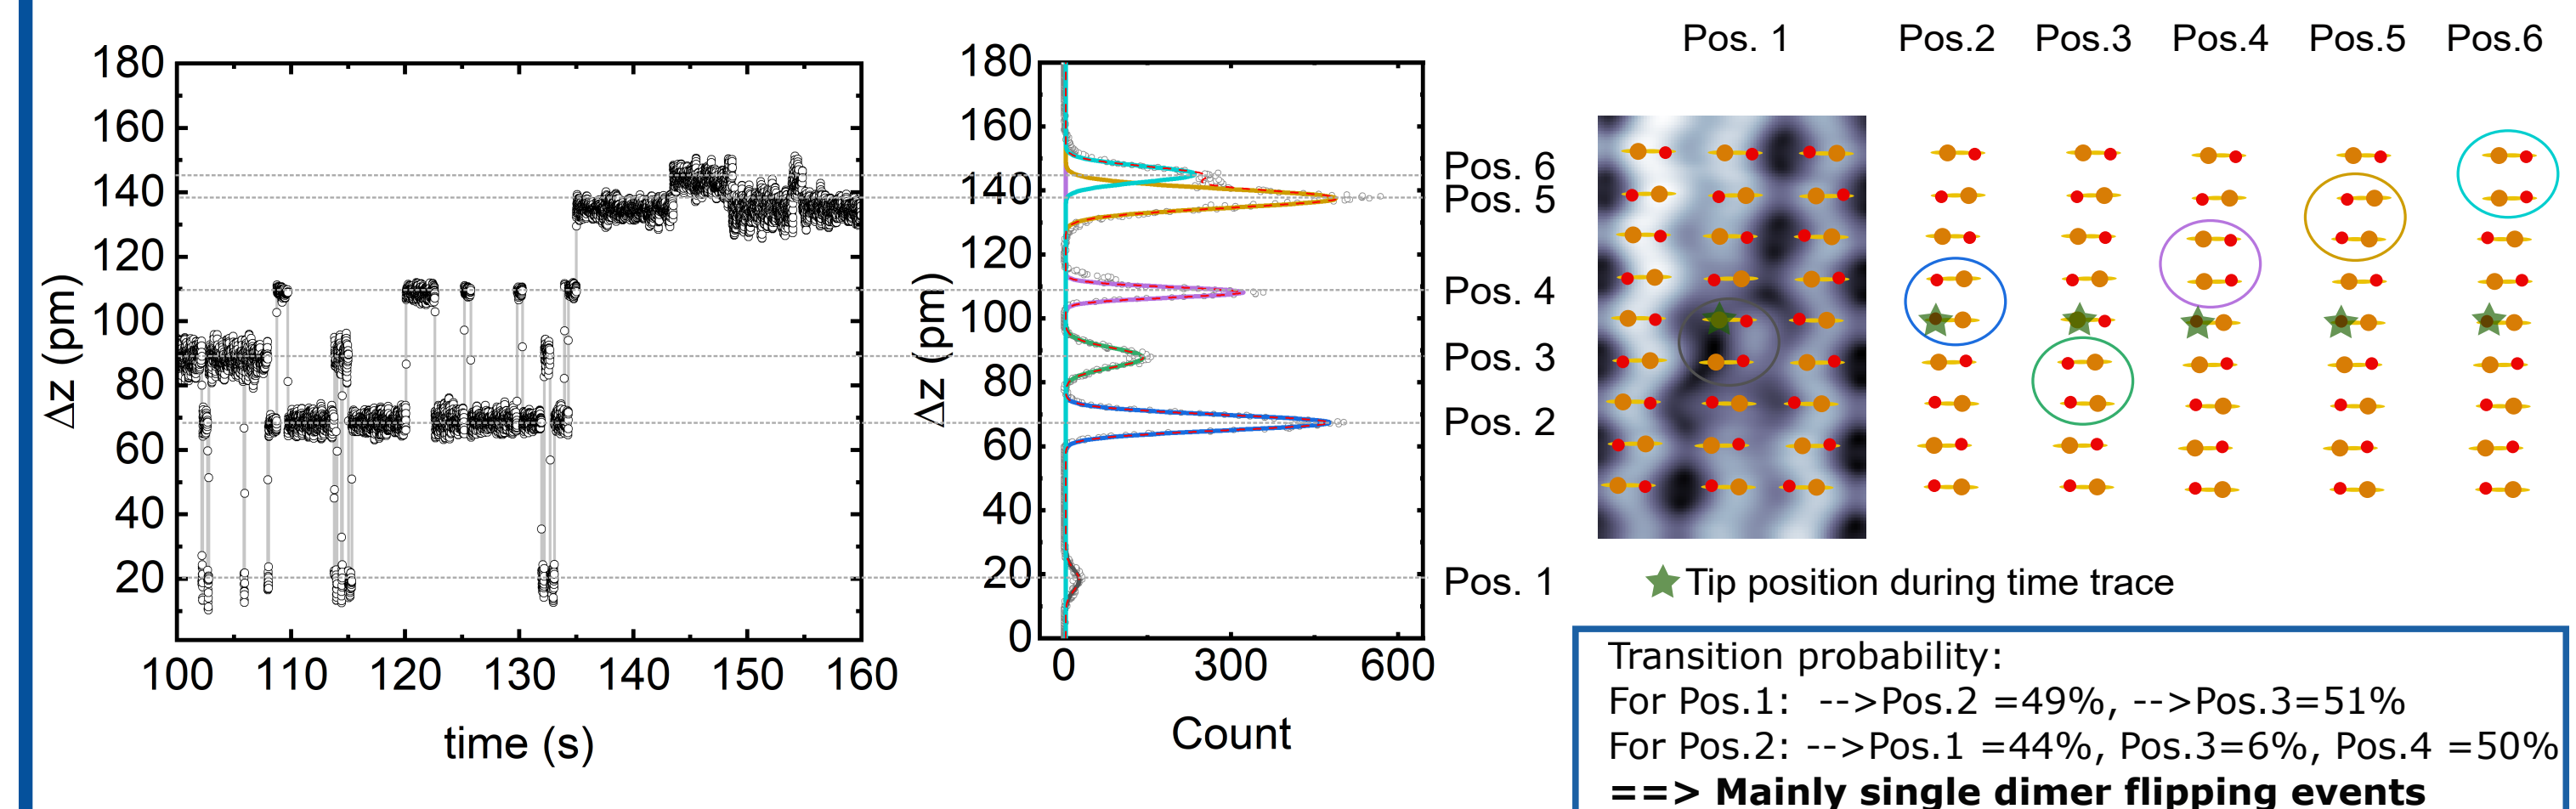 180
160
140
120
100
80
60
40
20
Δz (pm)
100 110 120 130 140 150 160
time (s)
180
160
140
120
100
80
60
40
20
0
Δz (pm)
0 300 600
Count
Pos. 6
Pos. 5
Pos. 4
Pos. 3
Pos. 2
Pos. 1
Pos. 1 Pos.2 Pos.3 Pos.4 Pos.5 Pos.6
Tip position during time trace
Transition probability:
For Pos.1: -->Pos.2 =49%, -->Pos.3=51%
For Pos.2: -->Pos.1 =44%, Pos.3=6%, Pos.4 =50%
==> Mainly single dimer flipping events